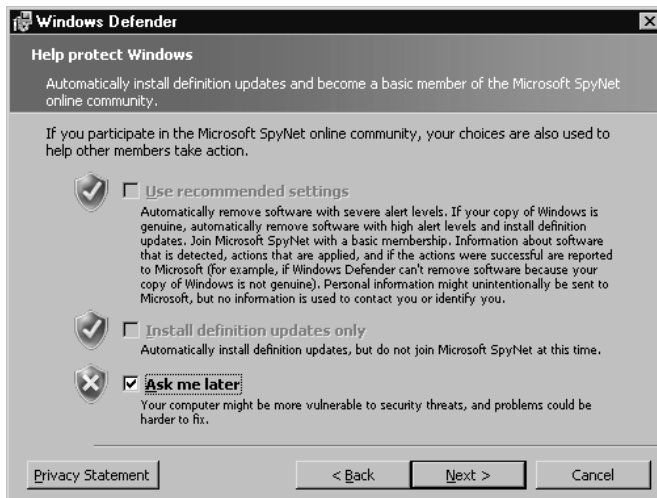 Windows Defender
Help protect Windows
Automatically install definition updates and become a basic member of the Microsoft SpyNet
online community.
If you participate in the Microsoft SpyNet online community, your choices are also used to
help other members take action.
Use recommended settings
Automatically remove software with severe alert levels. If your copy of Windows is
genuine, automatically remove software with high alert levels and install definition
updates. Join Microsoft SpyNet with a basic membership. Information about software
that is detected, actions that are applied, and if the actions were successful are reported
to Microsoft (for example, if Windows Defender can't remove software because your
copy of Windows is not genuine). Personal information might unintentionally be sent to
Microsoft, but no information is used to contact you or identify you.
Install definition updates only
Automatically install definition updates, but do not join Microsoft SpyNet at this time.
Ask me later
Your computer might be more vulnerable to security threats, and problems could be
harder to fix.
Privacy Statement
< Back
Next >
Cancel